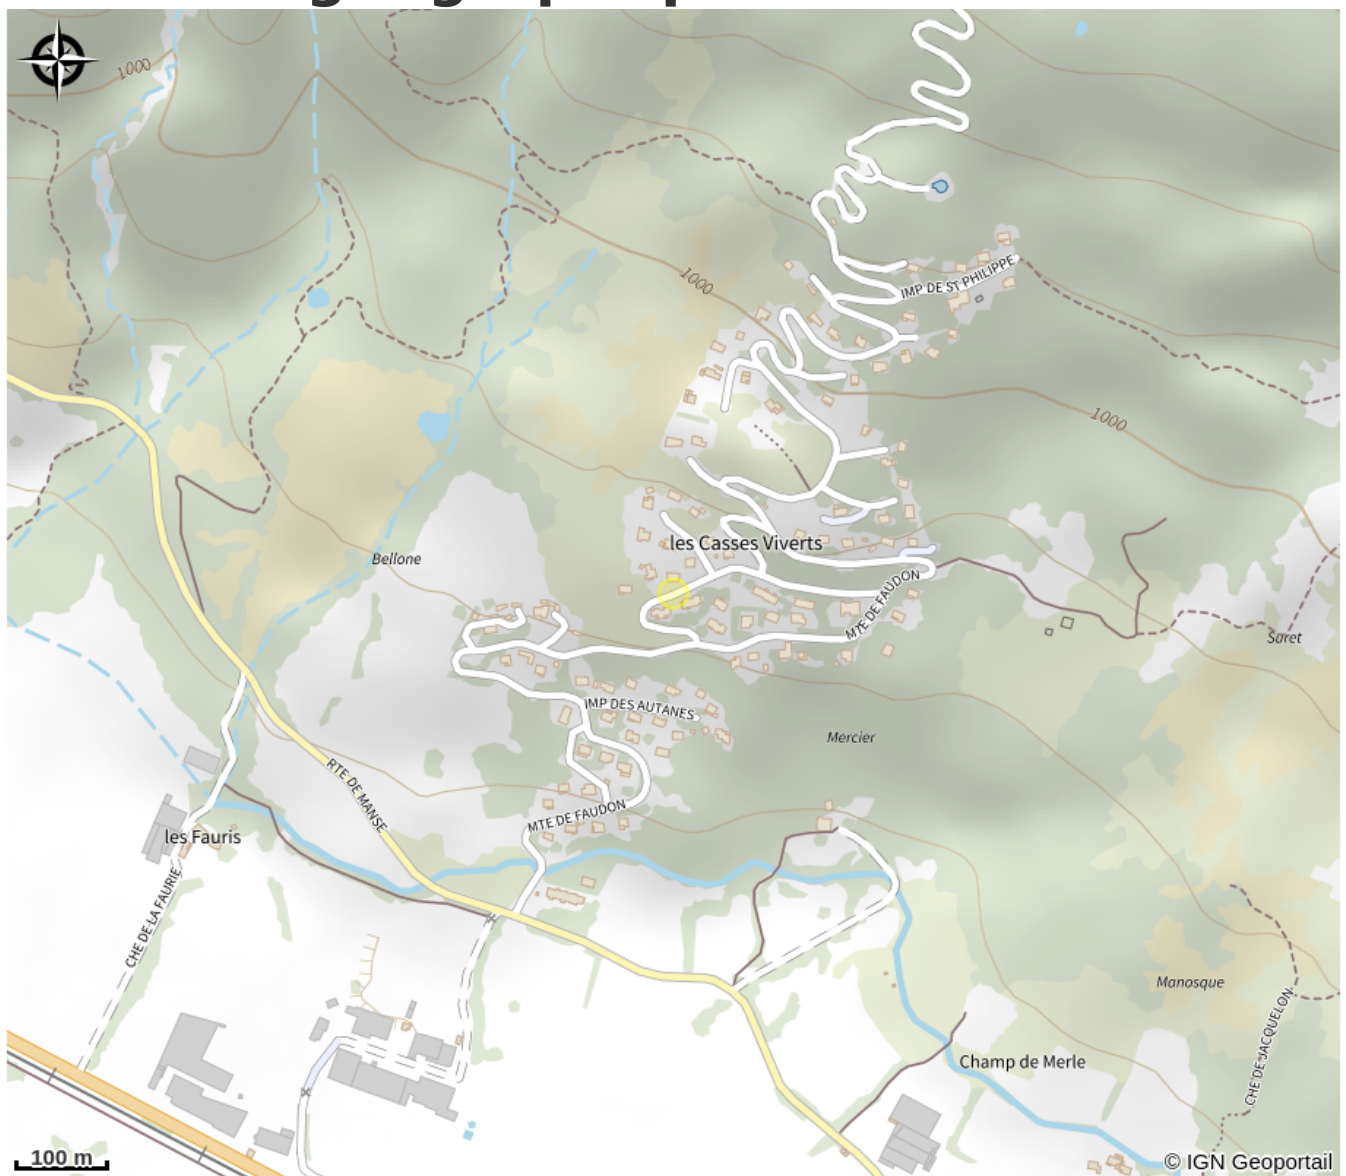 1000
1000
IMP DE ST PHILIPPE
1000
les Casses Viverts
Bellone
MTE DE FAUDON
Saret
IMP DES AUTANES
Mercier
RTE DE MANSE
MTE DE FAUDON
les Fauris
CHE DE LA FAURIE
Manosque
CHE DE JACQUELON
Champ de Merle
100 m
© IGN Geoportail